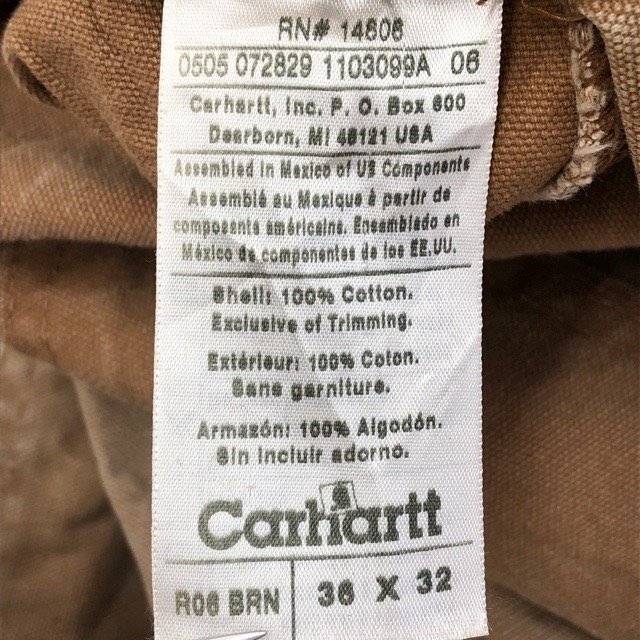 RN# 14806
0505 072829 1103099A 06
Carhartt, Inc. P. O. Box 600
Dearborn, MI 48121 USA
Assembled in Mexico of US Components
Assemblé au Mexique à partir de
composants américains. Ensamblado en
México de componentes de los EE.UU.
Shell: 100% Cotton.
Exclusive of Trimming.
Extérieur: 100% Coton.
Sans garniture.
Armasón: 100% Algodón.
Sin incluir adorno.
Carhartt
R06 BRN 36 X 32